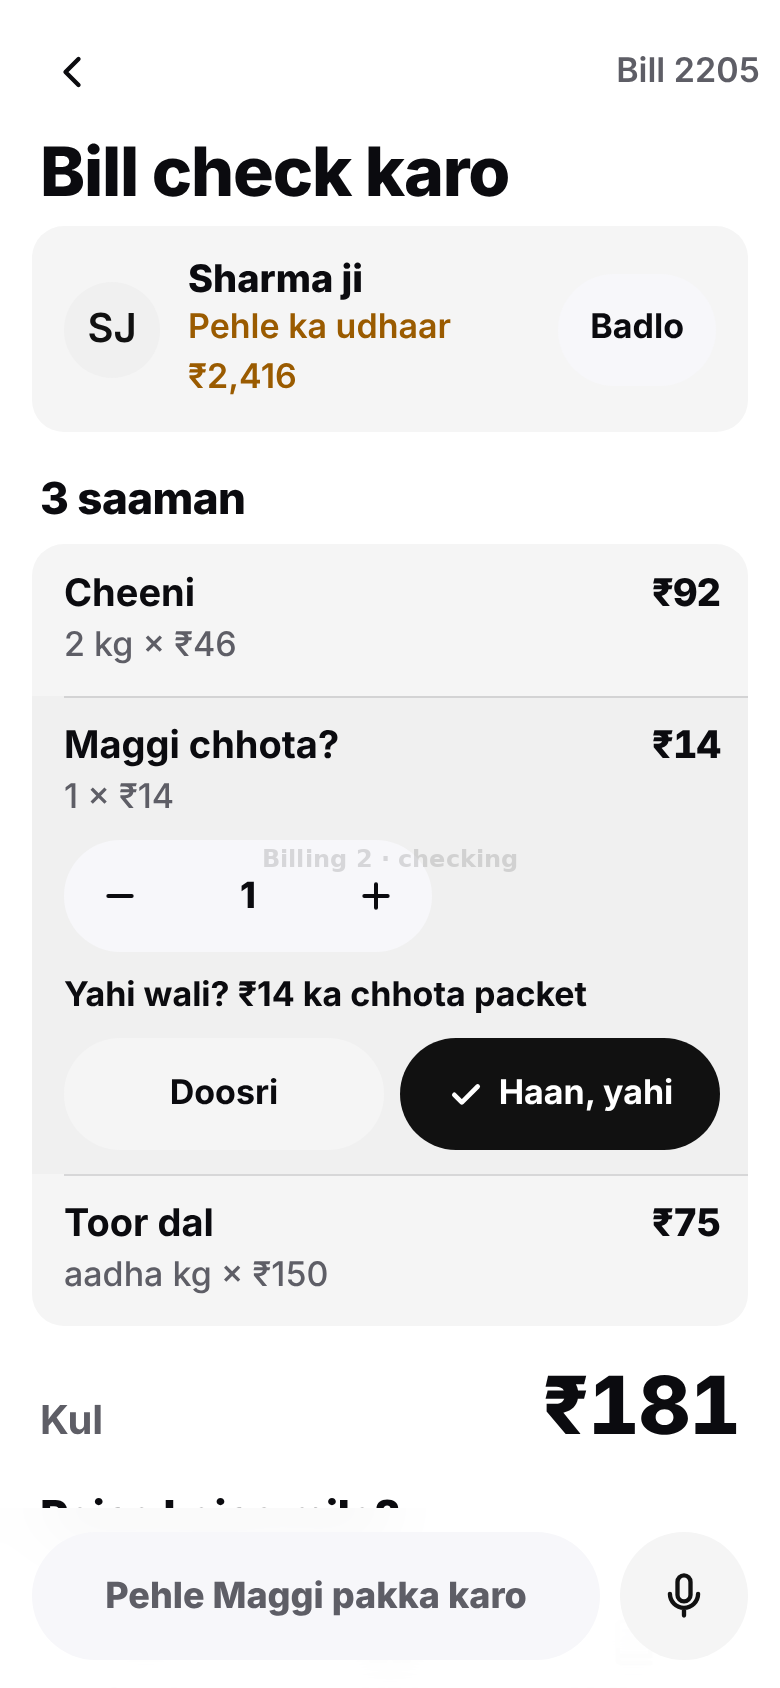 Bill 2205
Bill check karo
SJ
Sharma ji
Pehle ka udhaar
₹2,416
Badlo
3 saaman
Cheeni
₹92
2 kg × ₹46
Maggi chhota?
₹14
1 × ₹14
Billing 2 · checking
1
Yahi wali? ₹14 ka chhota packet
Doosri
Haan, yahi
Toor dal
₹75
aadha kg × ₹150
Kul
₹181
Pehle Maggi pakka karo